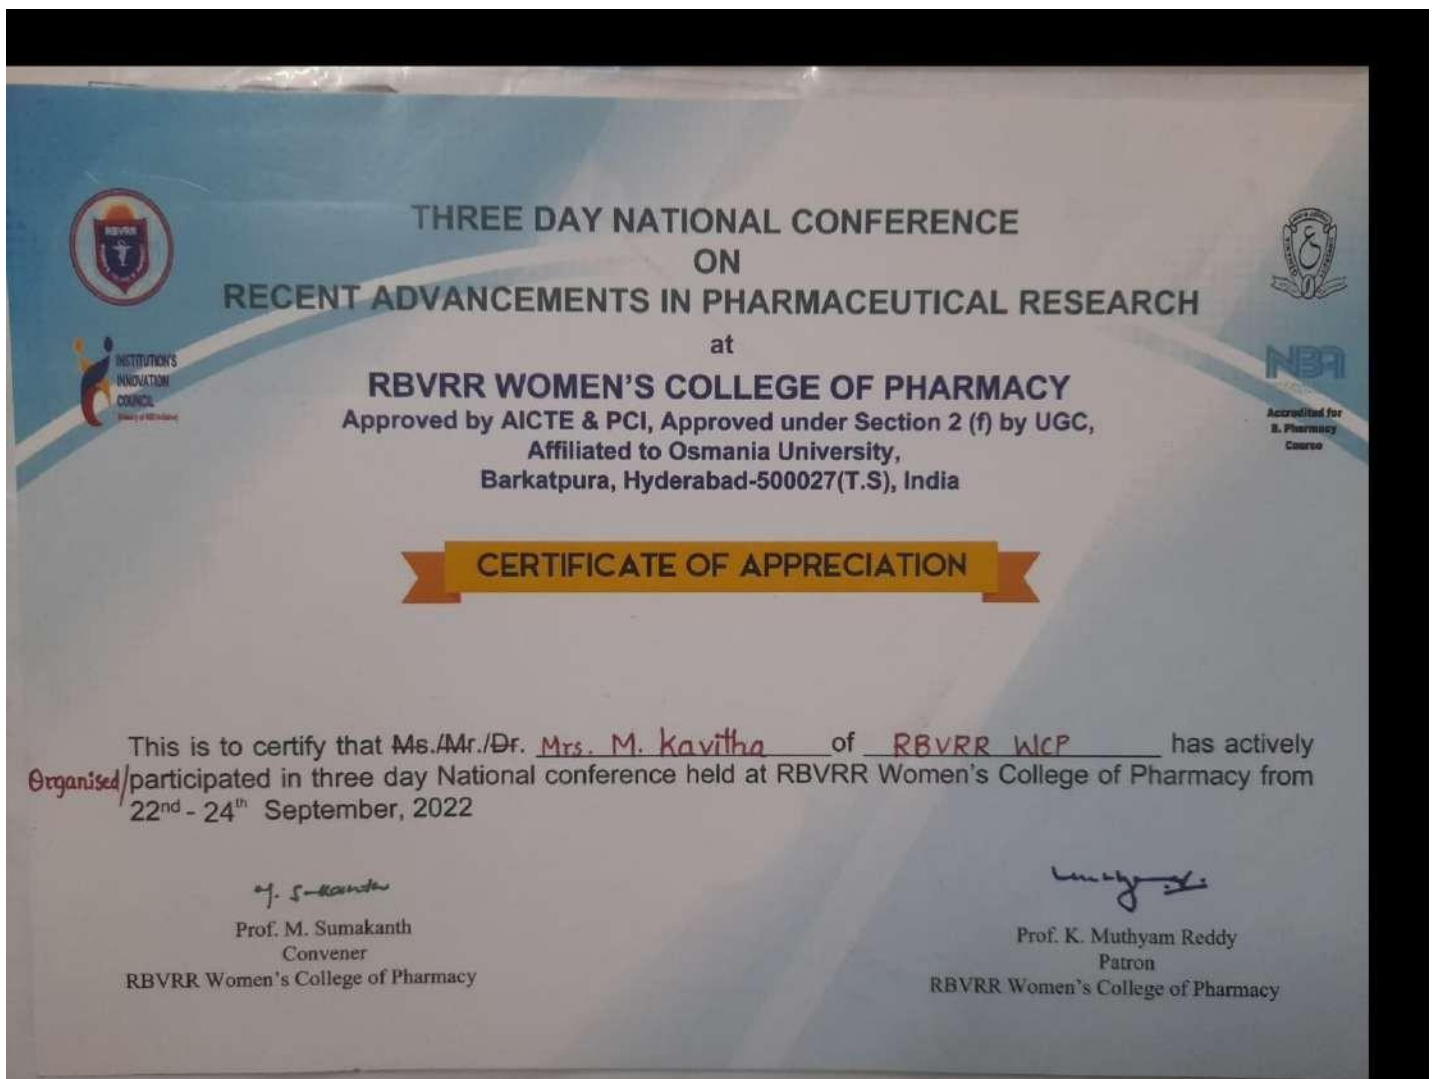 THREE DAY NATIONAL CONFERENCE
ON
RECENT ADVANCEMENTS IN PHARMACEUTICAL RESEARCH
at
RBVRR WOMEN'S COLLEGE OF PHARMACY
Approved by AICTE & PCI, Approved under Section 2 (f) by UGC,
Affiliated to Osmania University,
Barkatpura, Hyderabad-500027(T.S), India
RBVRR
INSTITUTION'S
INNOVATION
COUNCIL
NBA
Accredited for
B. Pharmacy
Course
CERTIFICATE OF APPRECIATION
This is to certify that Ms./Mr./Dr. Mrs. M. Kavitha of RBVRR WCP has actively
Organised/participated in three day National conference held at RBVRR Women's College of Pharmacy from
22nd - 24th September, 2022
Prof. M. Sumakanth
Convener
RBVRR Women's College of Pharmacy
Prof. K. Muthyam Reddy
Patron
RBVRR Women's College of Pharmacy